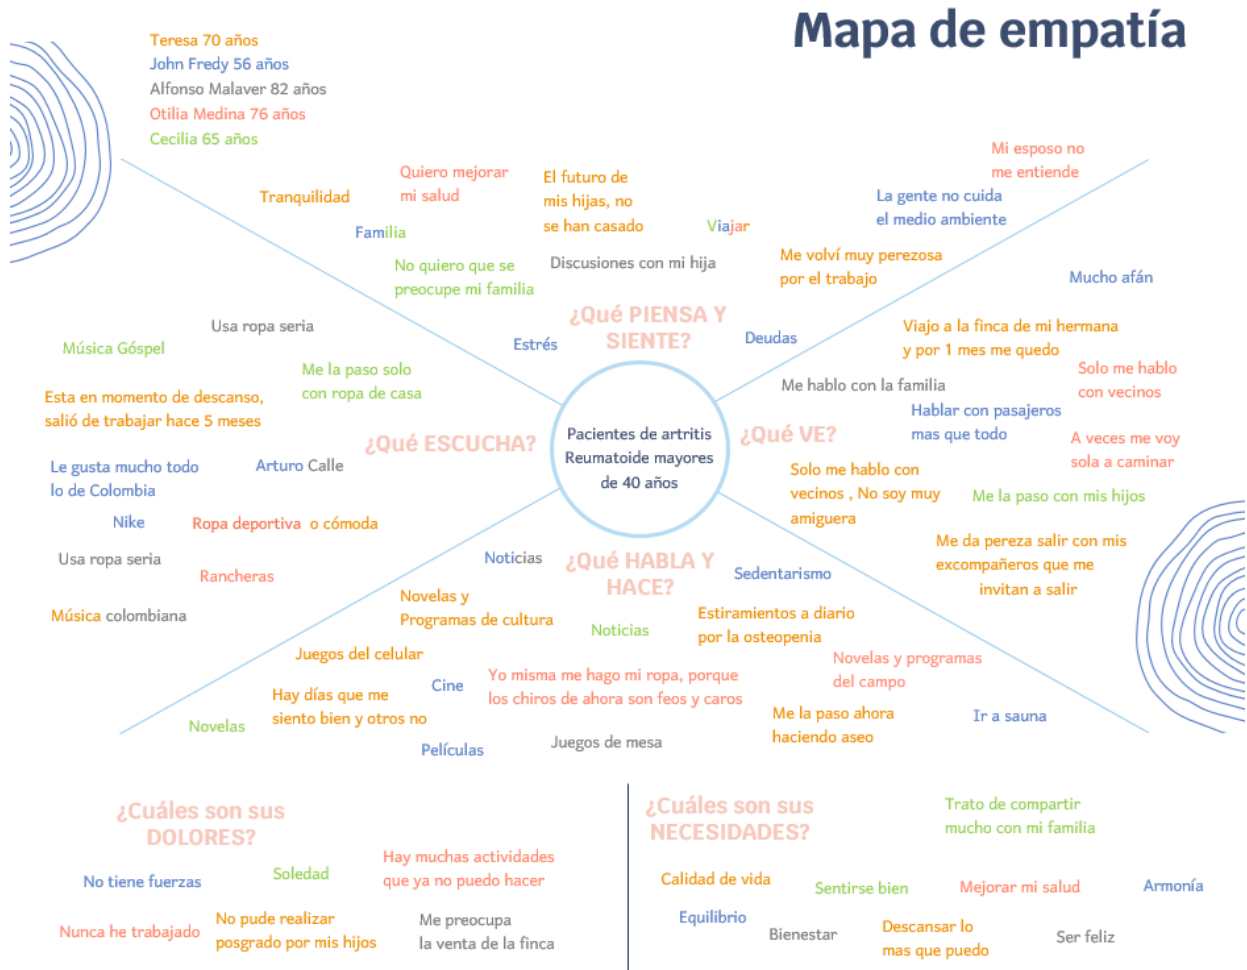 Mapa de empatía
Teresa 70 años
John Fredy 56 años
Alfonso Malaver 82 años
Otilia Medina 76 años
Cecilia 65 años
¿Qué PIENSA Y
SIENTE?
Tranquilidad
Quiero mejorar
mi salud
El futuro de
mis hijas, no
se han casado
Familia
Viajar
No quiero que se
preocupe mi familia
Discusiones con mi hija
Me volví muy perezosa
por el trabajo
La gente no cuida
el medio ambiente
Mi esposo no
me entiende
Estrés
Deudas
¿Qué ESCUCHA?
Usa ropa seria
Música Góspel
Me la paso solo
con ropa de casa
Esta en momento de descanso,
salió de trabajar hace 5 meses
Le gusta mucho todo
lo de Colombia
Arturo Calle
Nike
Ropa deportiva o cómoda
Usa ropa seria
Rancheras
Música colombiana
Pacientes de artritis
Reumatoide mayores
de 40 años
¿Qué VE?
Mucho afán
Viajo a la finca de mi hermana
y por 1 mes me quedo
Me hablo con la familia
Solo me hablo
con vecinos
Hablar con pasajeros
mas que todo
A veces me voy
sola a caminar
Solo me hablo con
vecinos , No soy muy
amiguera
Me la paso con mis hijos
Me da pereza salir con mis
excompañeros que me
invitan a salir
¿Qué HABLA Y
HACE?
Noticias
Sedentarismo
Novelas y
Programas de cultura
Noticias
Estiramientos a diario
por la osteopenia
Juegos del celular
Cine
Yo misma me hago mi ropa, porque
los chiros de ahora son feos y caros
Novelas y programas
del campo
Hay días que me
siento bien y otros no
Novelas
Películas
Juegos de mesa
Me la paso ahora
haciendo aseo
Ir a sauna
¿Cuáles son sus
DOLORES?
No tiene fuerzas
Soledad
Hay muchas actividades
que ya no puedo hacer
Nunca he trabajado
No pude realizar
posgrado por mis hijos
Me preocupa
la venta de la finca
¿Cuáles son sus
NECESIDADES?
Trato de compartir
mucho con mi familia
Calidad de vida
Sentirse bien
Mejorar mi salud
Armonía
Equilibrio
Bienestar
Descansar lo
mas que puedo
Ser feliz